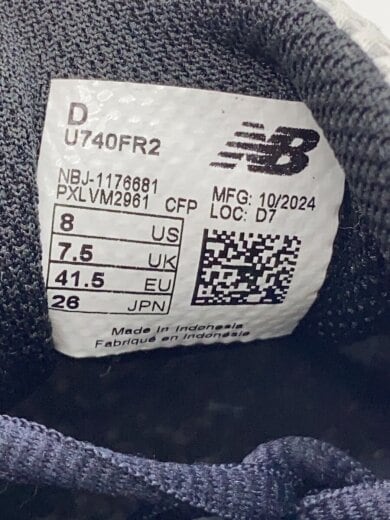 D
U740FR2
NB
NBJ-1176681
PXLVM2961 CFP
MFG: 10/2024
LOC: D7
8 US
7.5 UK
41.5 EU
26 JPN
Made in Indonesia
Fabriqué en Indonésie